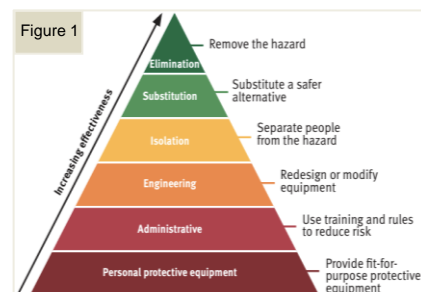 Figure 1
Increasing effectiveness
Elimination
Remove the hazard
Substitution
Substitute a safer
alternative
Isolation
Separate people
from the hazard
Engineering
Redesign or modify
equipment
Administrative
Use training and rules
to reduce risk
Personal protective equipment
Provide fit-for-
purpose protective
equipment